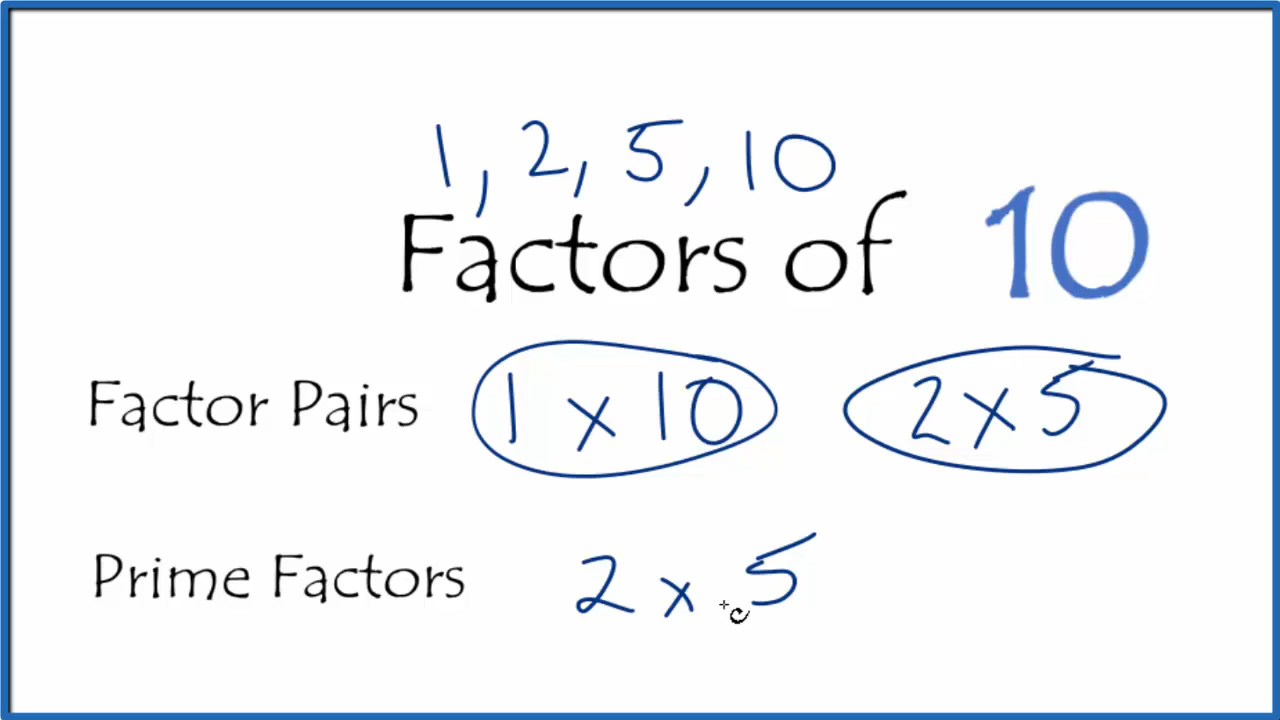 1, 2, 5, 10
Factors of 10
Factor Pairs 1 x 10 2 x 5
Prime Factors 2 x 5